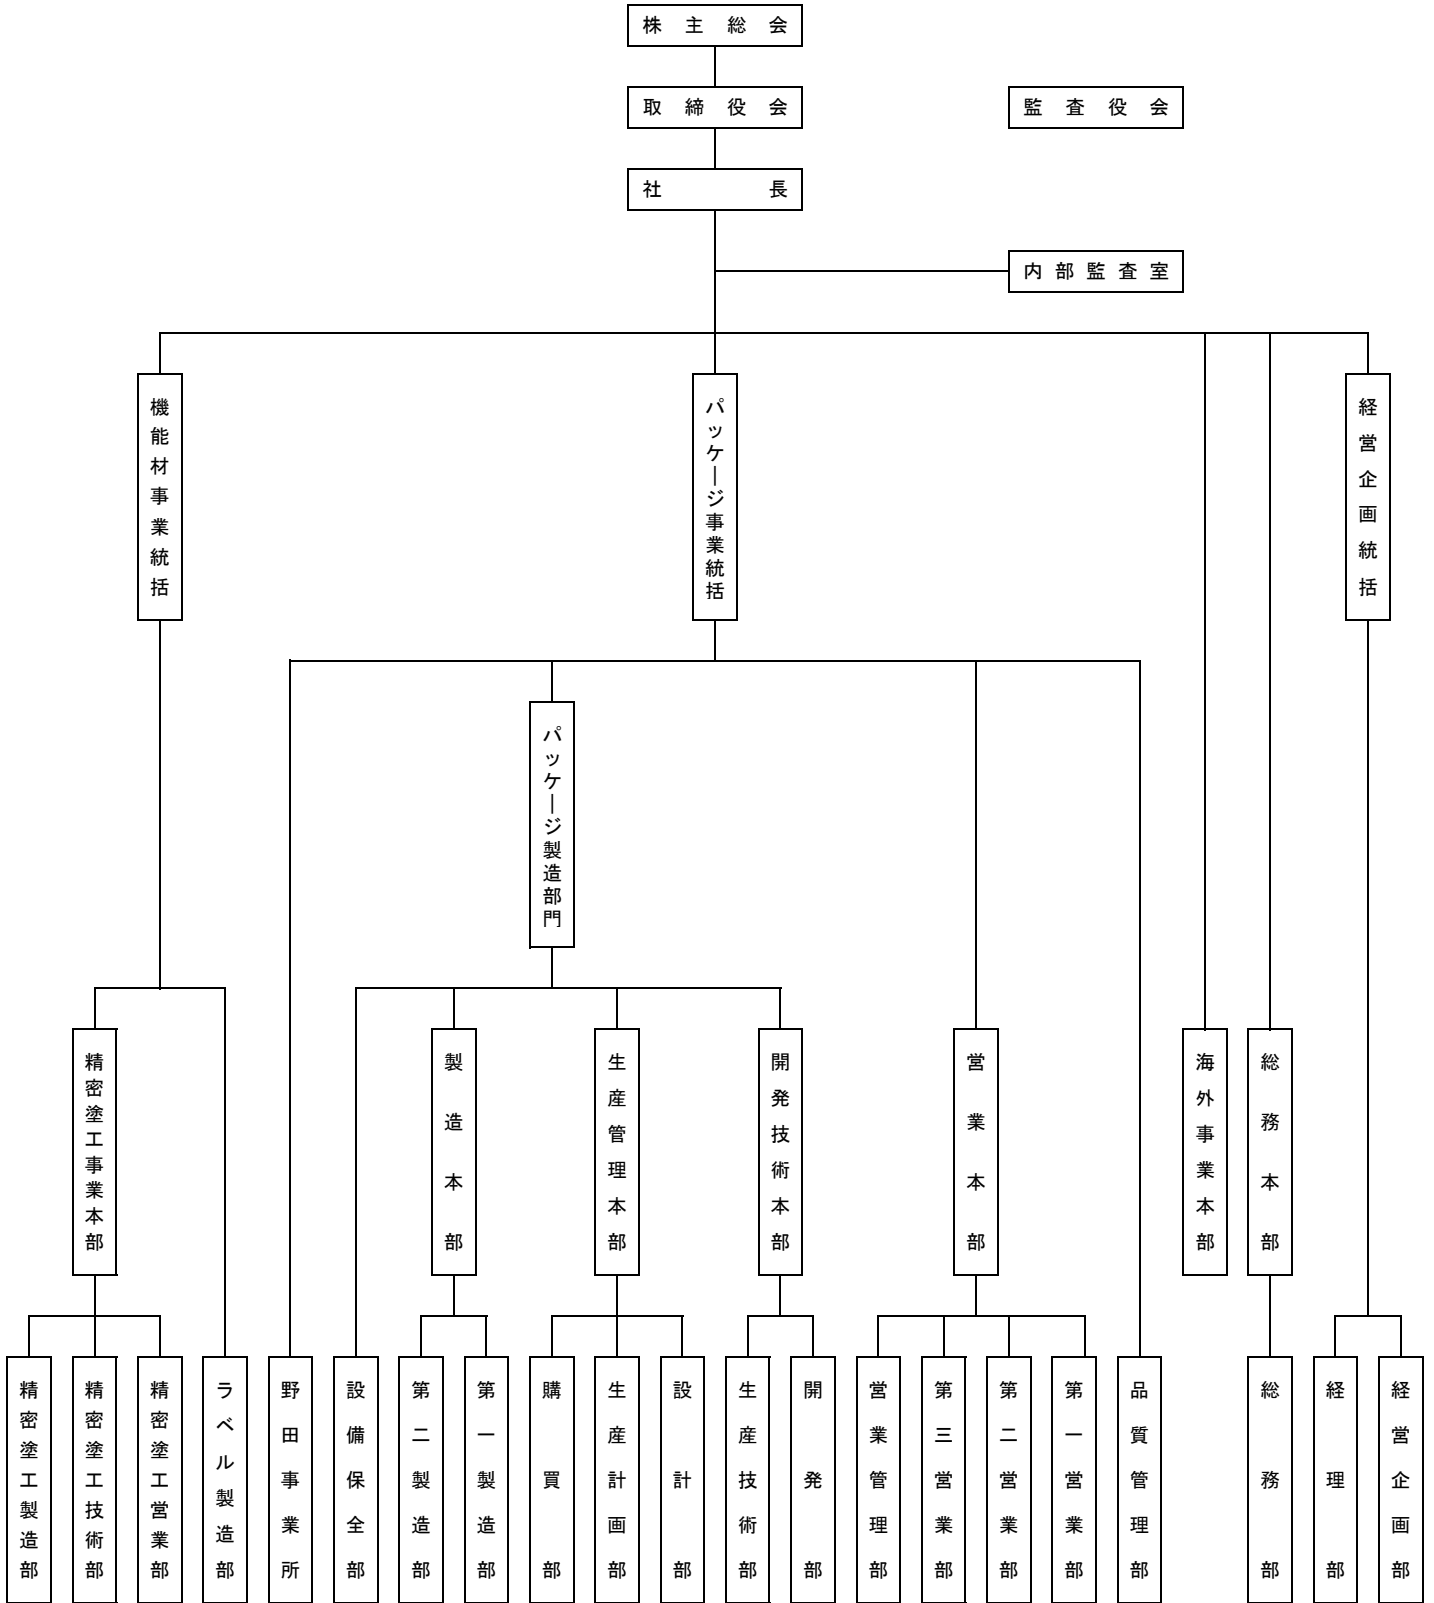 株主総会
取締役会
監査役会
社長
内部監査室
機能材事業統括
パッケージ事業統括
経営企画統括
パッケージ製造部門
精密塗工事業本部
製造本部
生産管理本部
開発技術本部
営業本部
海外事業本部
総務本部
精密塗工製造部
精密塗工技術部
精密塗工営業部
ラベル製造部
野田事業所
設備保全部
第二製造部
第一製造部
購買部
生産計画部
設計部
生産技術部
開発部
営業管理部
第三営業部
第二営業部
第一営業部
品質管理部
総務部
経理部
経営企画部